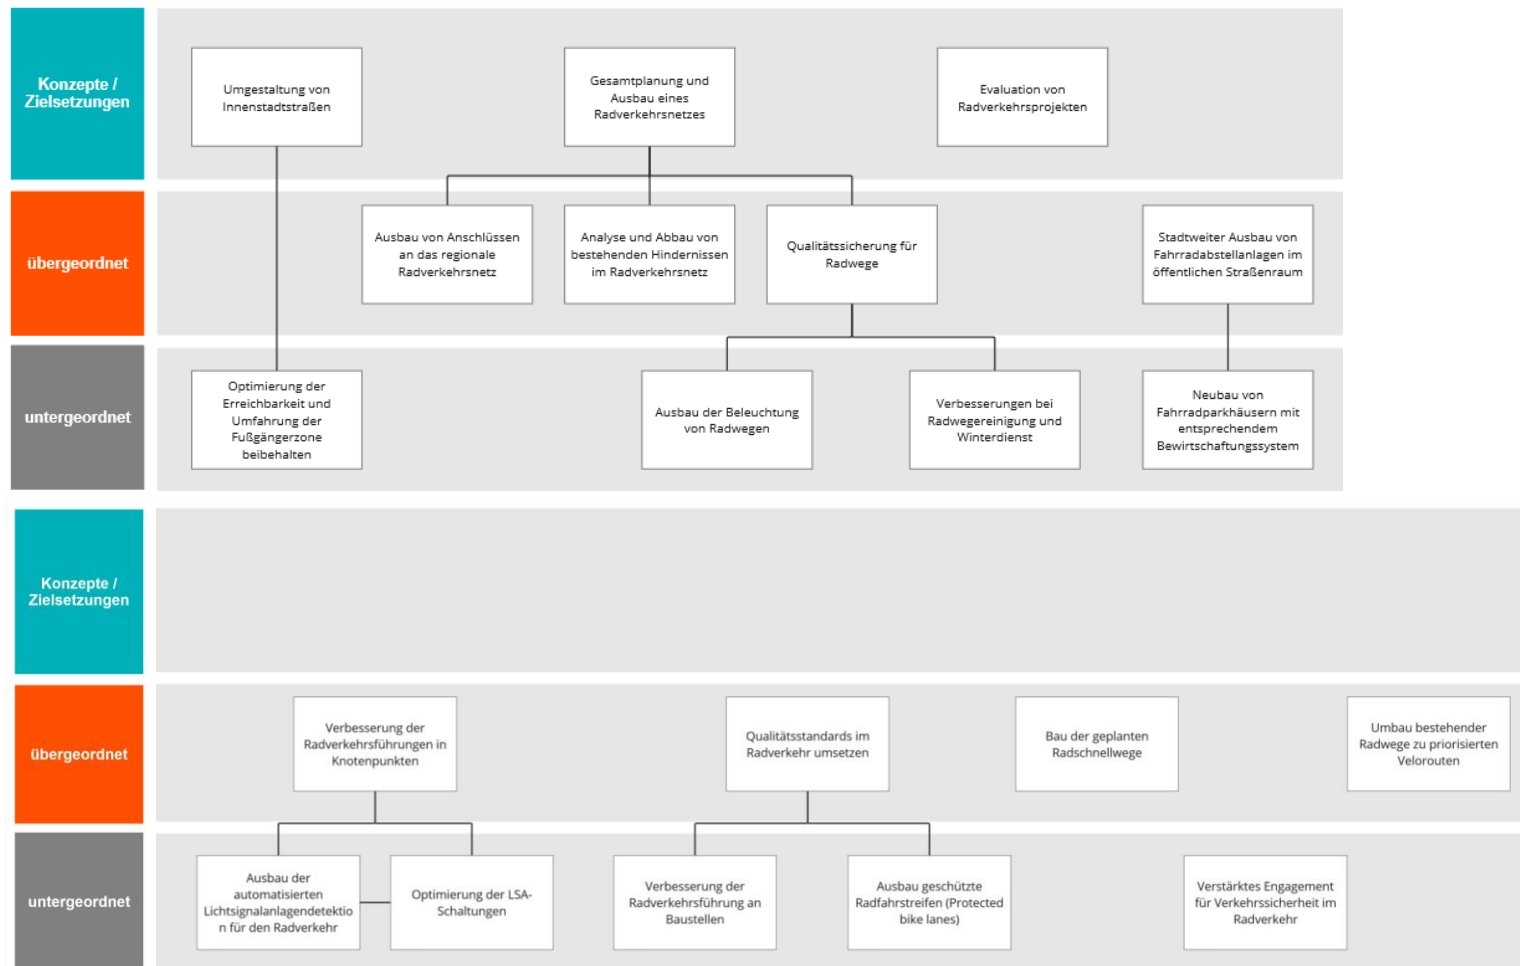 Konzepte /
Zielsetzungen
Umgestaltung von
Innenstadtstraßen
Gesamtplanung und
Ausbau eines
Radverkehrsnetzes
Evaluation von
Radverkehrsprojekten
übergeordnet
Ausbau von Anschlüssen
an das regionale
Radverkehrsnetz
Analyse und Abbau von
bestehenden Hindernissen
im Radverkehrsnetz
Qualitätssicherung für
Radwege
Stadtweiter Ausbau von
Fahrradabstellanlagen im
öffentlichen Straßenraum
untergeordnet
Optimierung der
Erreichbarkeit und
Umfahrung der
Fußgängerzone
beibehalten
Ausbau der Beleuchtung
von Radwegen
Verbesserungen bei
Radwegereinigung und
Winterdienst
Neubau von
Fahrradparkhäusern mit
entsprechendem
Bewirtschaftungssystem
Konzepte /
Zielsetzungen
übergeordnet
Verbesserung der
Radverkehrsführungen in
Knotenpunkten
Qualitätsstandards im
Radverkehr umsetzen
Bau der geplanten
Radschnellwege
Umbau bestehender
Radwege zu priorisierten
Velorouten
untergeordnet
Ausbau der
automatisierten
Lichtsignalanlagendetektio
n für den Radverkehr
Optimierung der LSA-
Schaltungen
Verbesserung der
Radverkehrsführung an
Baustellen
Ausbau geschützte
Radfahrstreifen (Protected
bike lanes)
Verstärktes Engagement
für Verkehrssicherheit im
Radverkehr